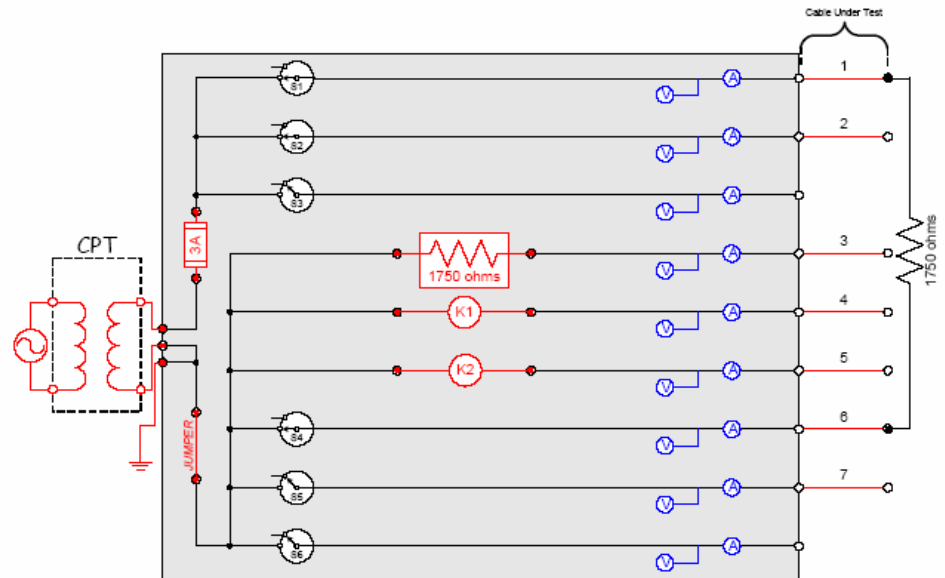 Cable Under Test
S1
A
1
V
S2
A
2
V
S3
A
V
3A
CPT
1750 ohms
A
3
V
1750 ohms
K1
A
4
V
K2
A
5
V
S4
A
6
V
JUMPER
S5
A
7
V
S6
A
V